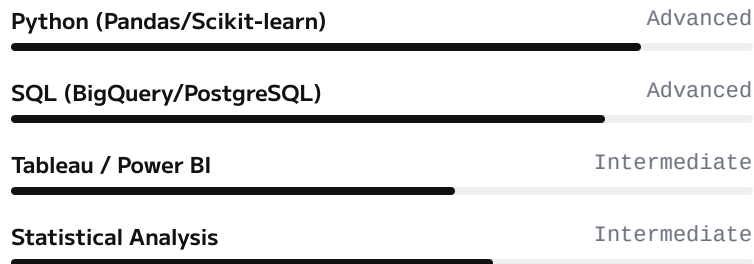 Python (Pandas/Scikit-learn) Advanced
SQL (BigQuery/PostgreSQL) Advanced
Tableau / Power BI Intermediate
Statistical Analysis Intermediate